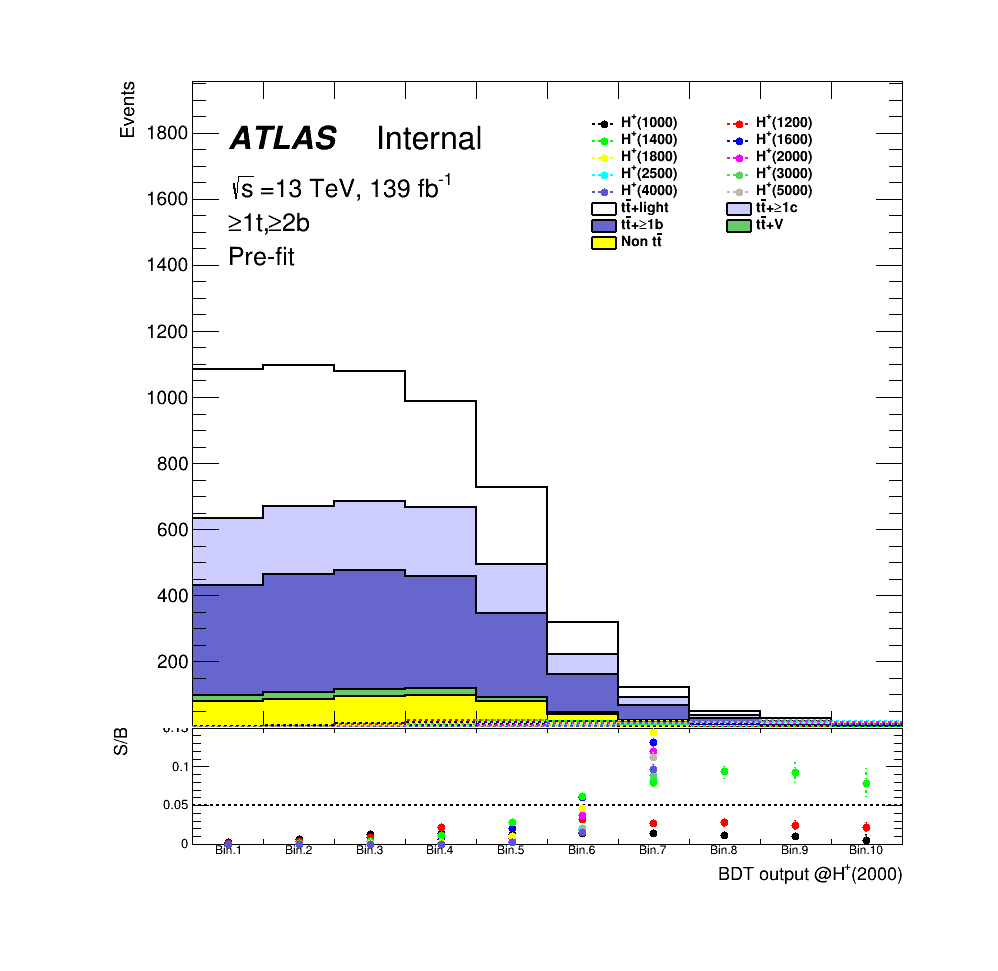 Events
1800
1600
1400
1200
1000
800
600
400
200
ATLAS Internal
√s =13 TeV, 139 fb⁻¹
≥1t,≥2b
Pre-fit
H⁺(1000) H⁺(1200)
H⁺(1400) H⁺(1600)
H⁺(1800) H⁺(2000)
H⁺(2500) H⁺(3000)
H⁺(4000) H⁺(5000)
tt̄+light tt̄+≥1c
tt̄+≥1b tt̄+V
Non tt̄
S/B
0.15
0.1
0.05
0
Bin.1 Bin.2 Bin.3 Bin.4 Bin.5 Bin.6 Bin.7 Bin.8 Bin.9 Bin.10
BDT output @H⁺(2000)